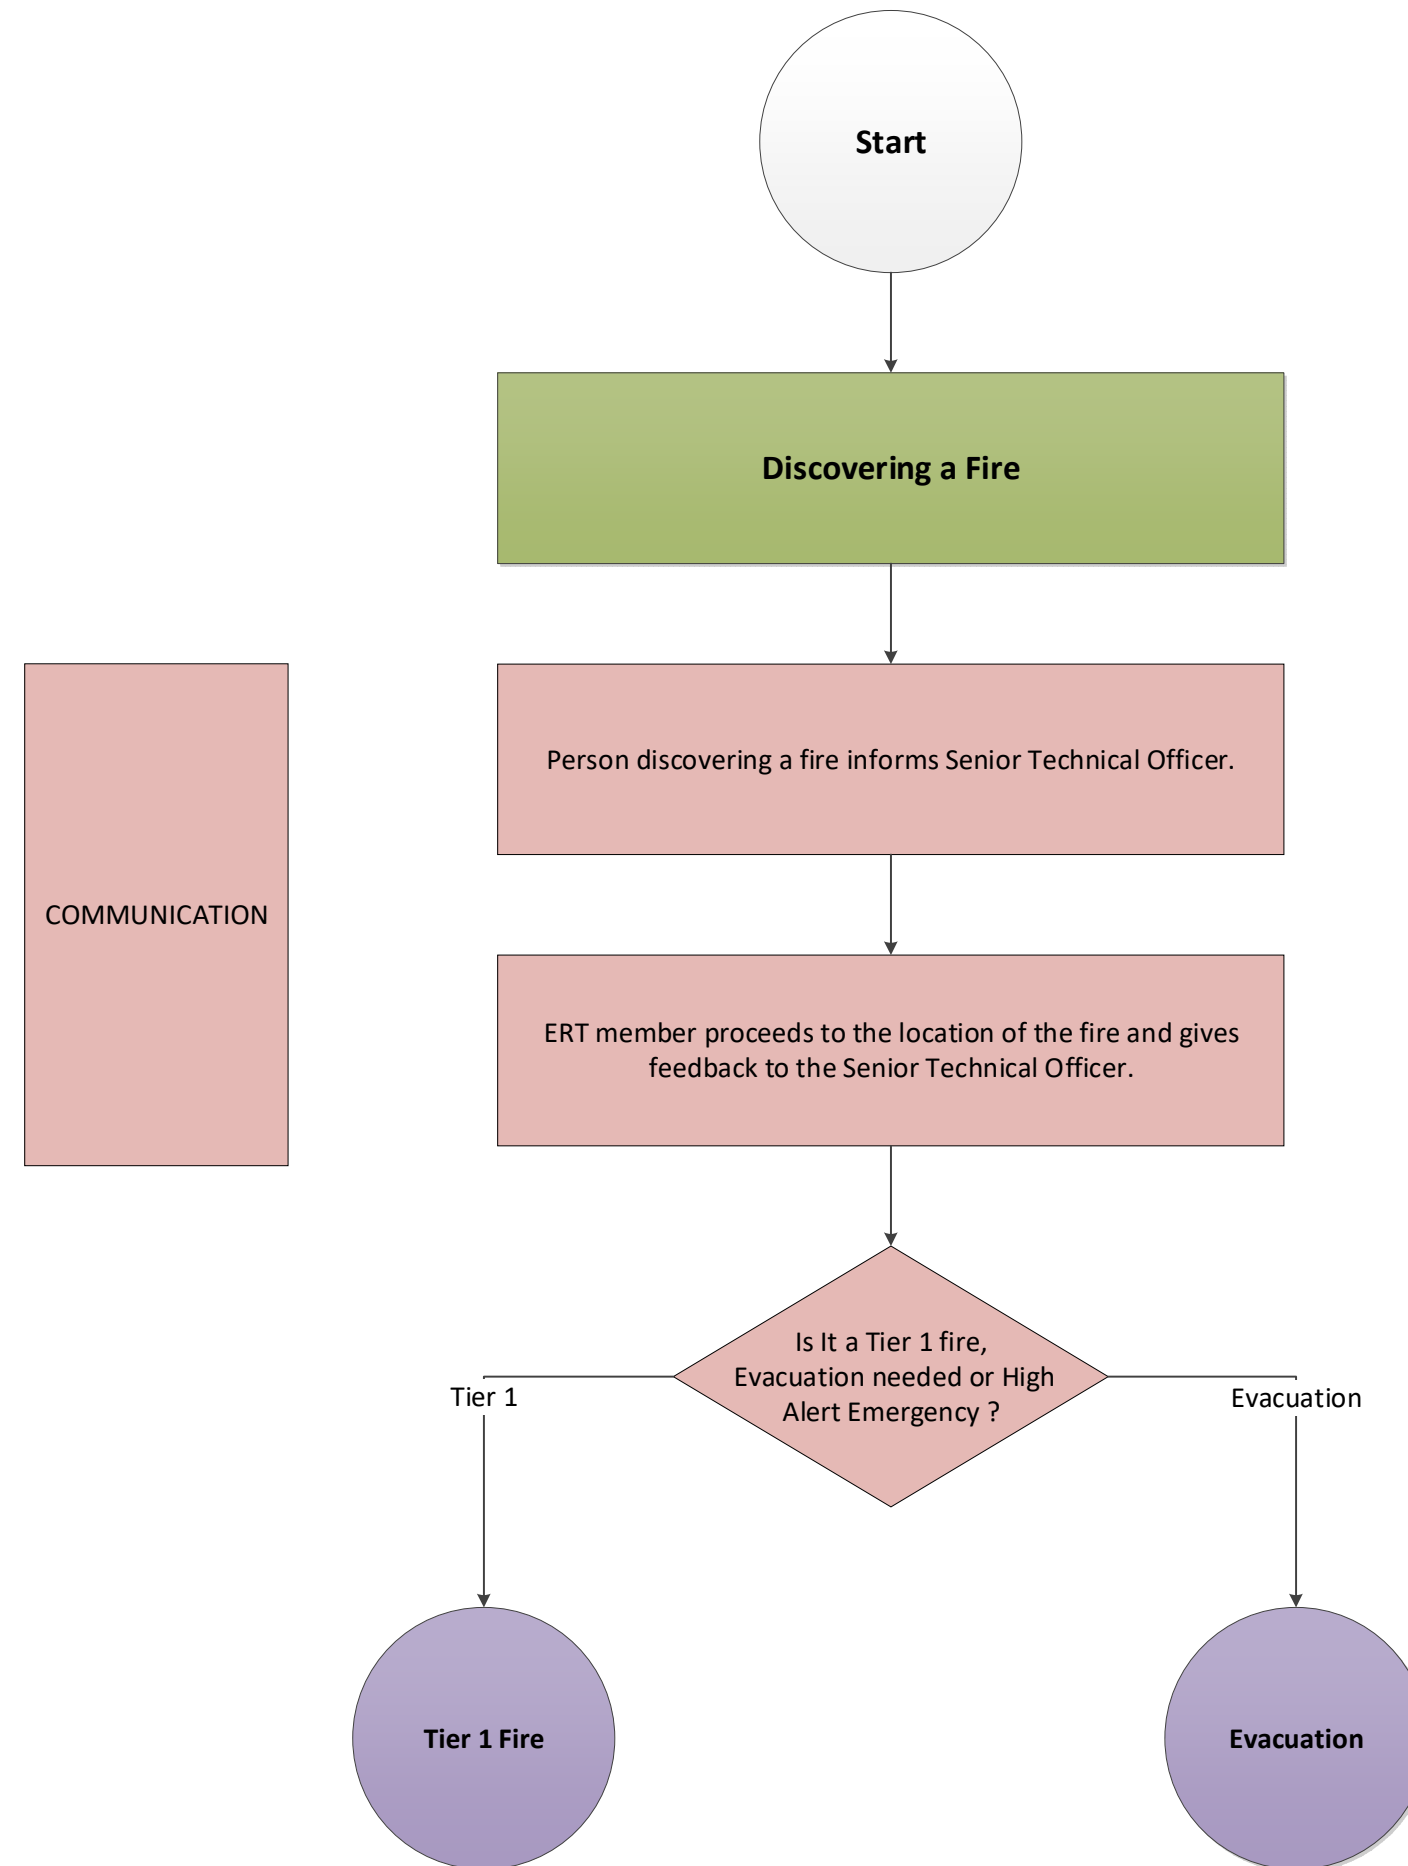 Start
Discovering a Fire
Person discovering a fire informs Senior Technical Officer.
COMMUNICATION
ERT member proceeds to the location of the fire and gives
feedback to the Senior Technical Officer.
Is It a Tier 1 fire,
Evacuation needed or High
Alert Emergency ?
Tier 1
Evacuation
Tier 1 Fire
Evacuation